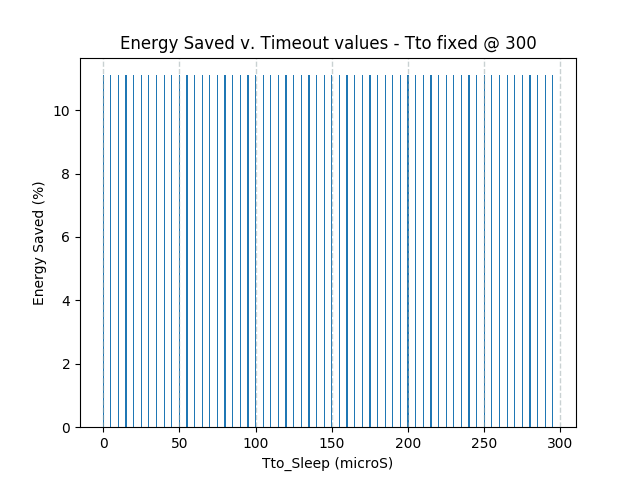 Energy Saved v. Timeout values - Tto fixed @ 300
Energy Saved (%)
10
8
6
4
2
0
0 50 100 150 200 250 300
Tto_Sleep (microS)